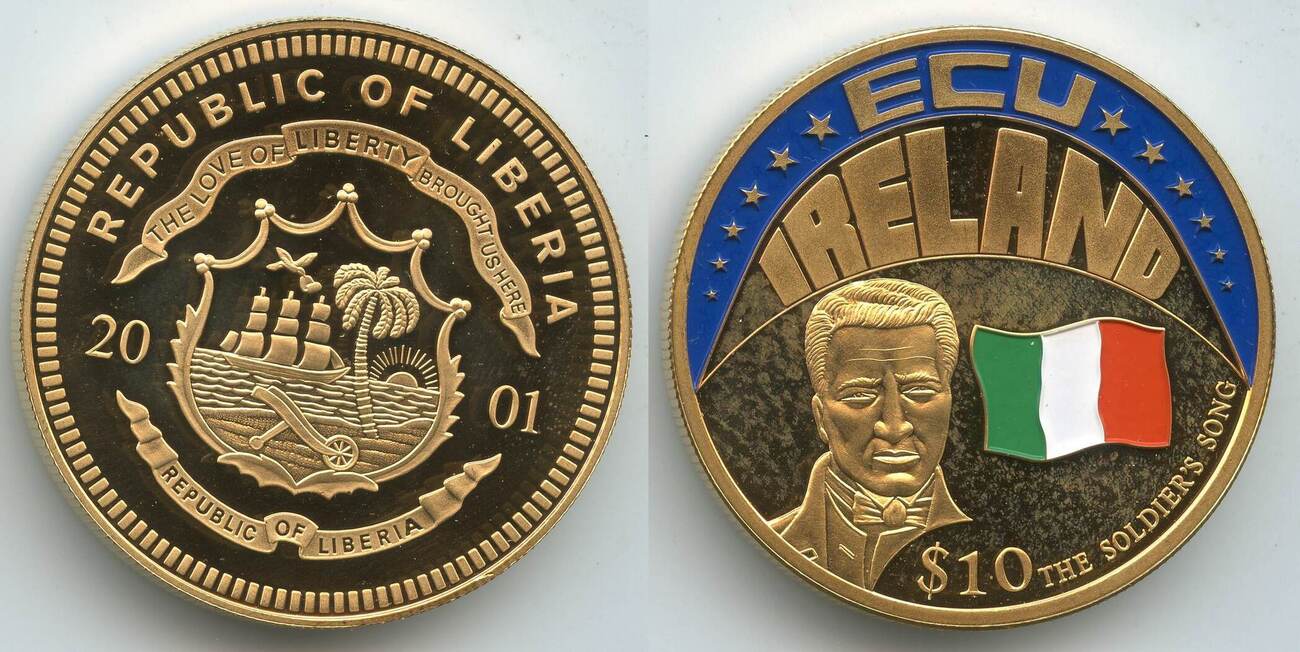 REPUBLIC OF LIBERIA
THE LOVE OF LIBERTY BROUGHT US HERE
20 01
REPUBLIC OF LIBERIA
ECU
IRELAND
$10 THE SOLDIER'S SONG